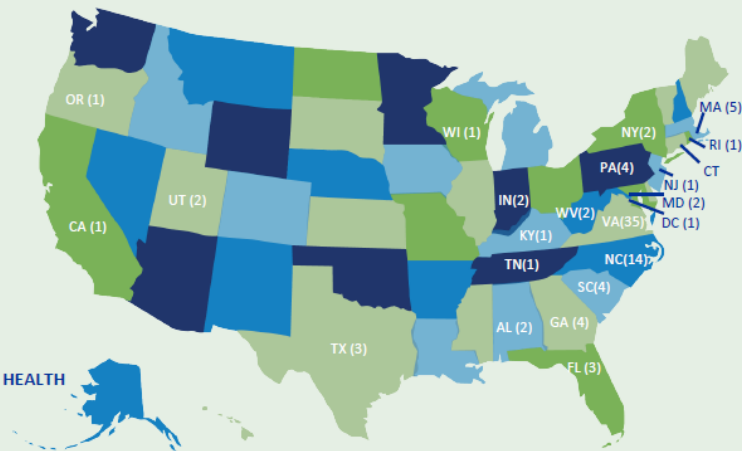 OR (1)
WI (1)
NY(2)
MA (5)
RI (1)
CT
PA(4)
NJ (1)
MD (2)
DC (1)
UT (2)
IN(2)
WV(2)
VA(35)
CA (1)
KY(1)
NC(14)
TN(1)
SC(4)
AL (2)
GA (4)
TX (3)
FL (3)
HEALTH